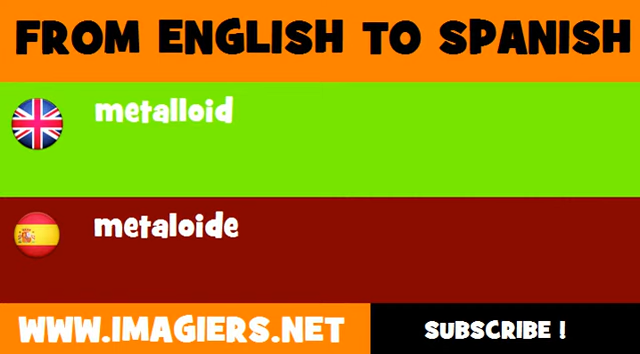 FROM ENGLISH TO SPANISH
metalloid
metaloide
WWW.IMAGIERS.NET
SUBSCRIBE !